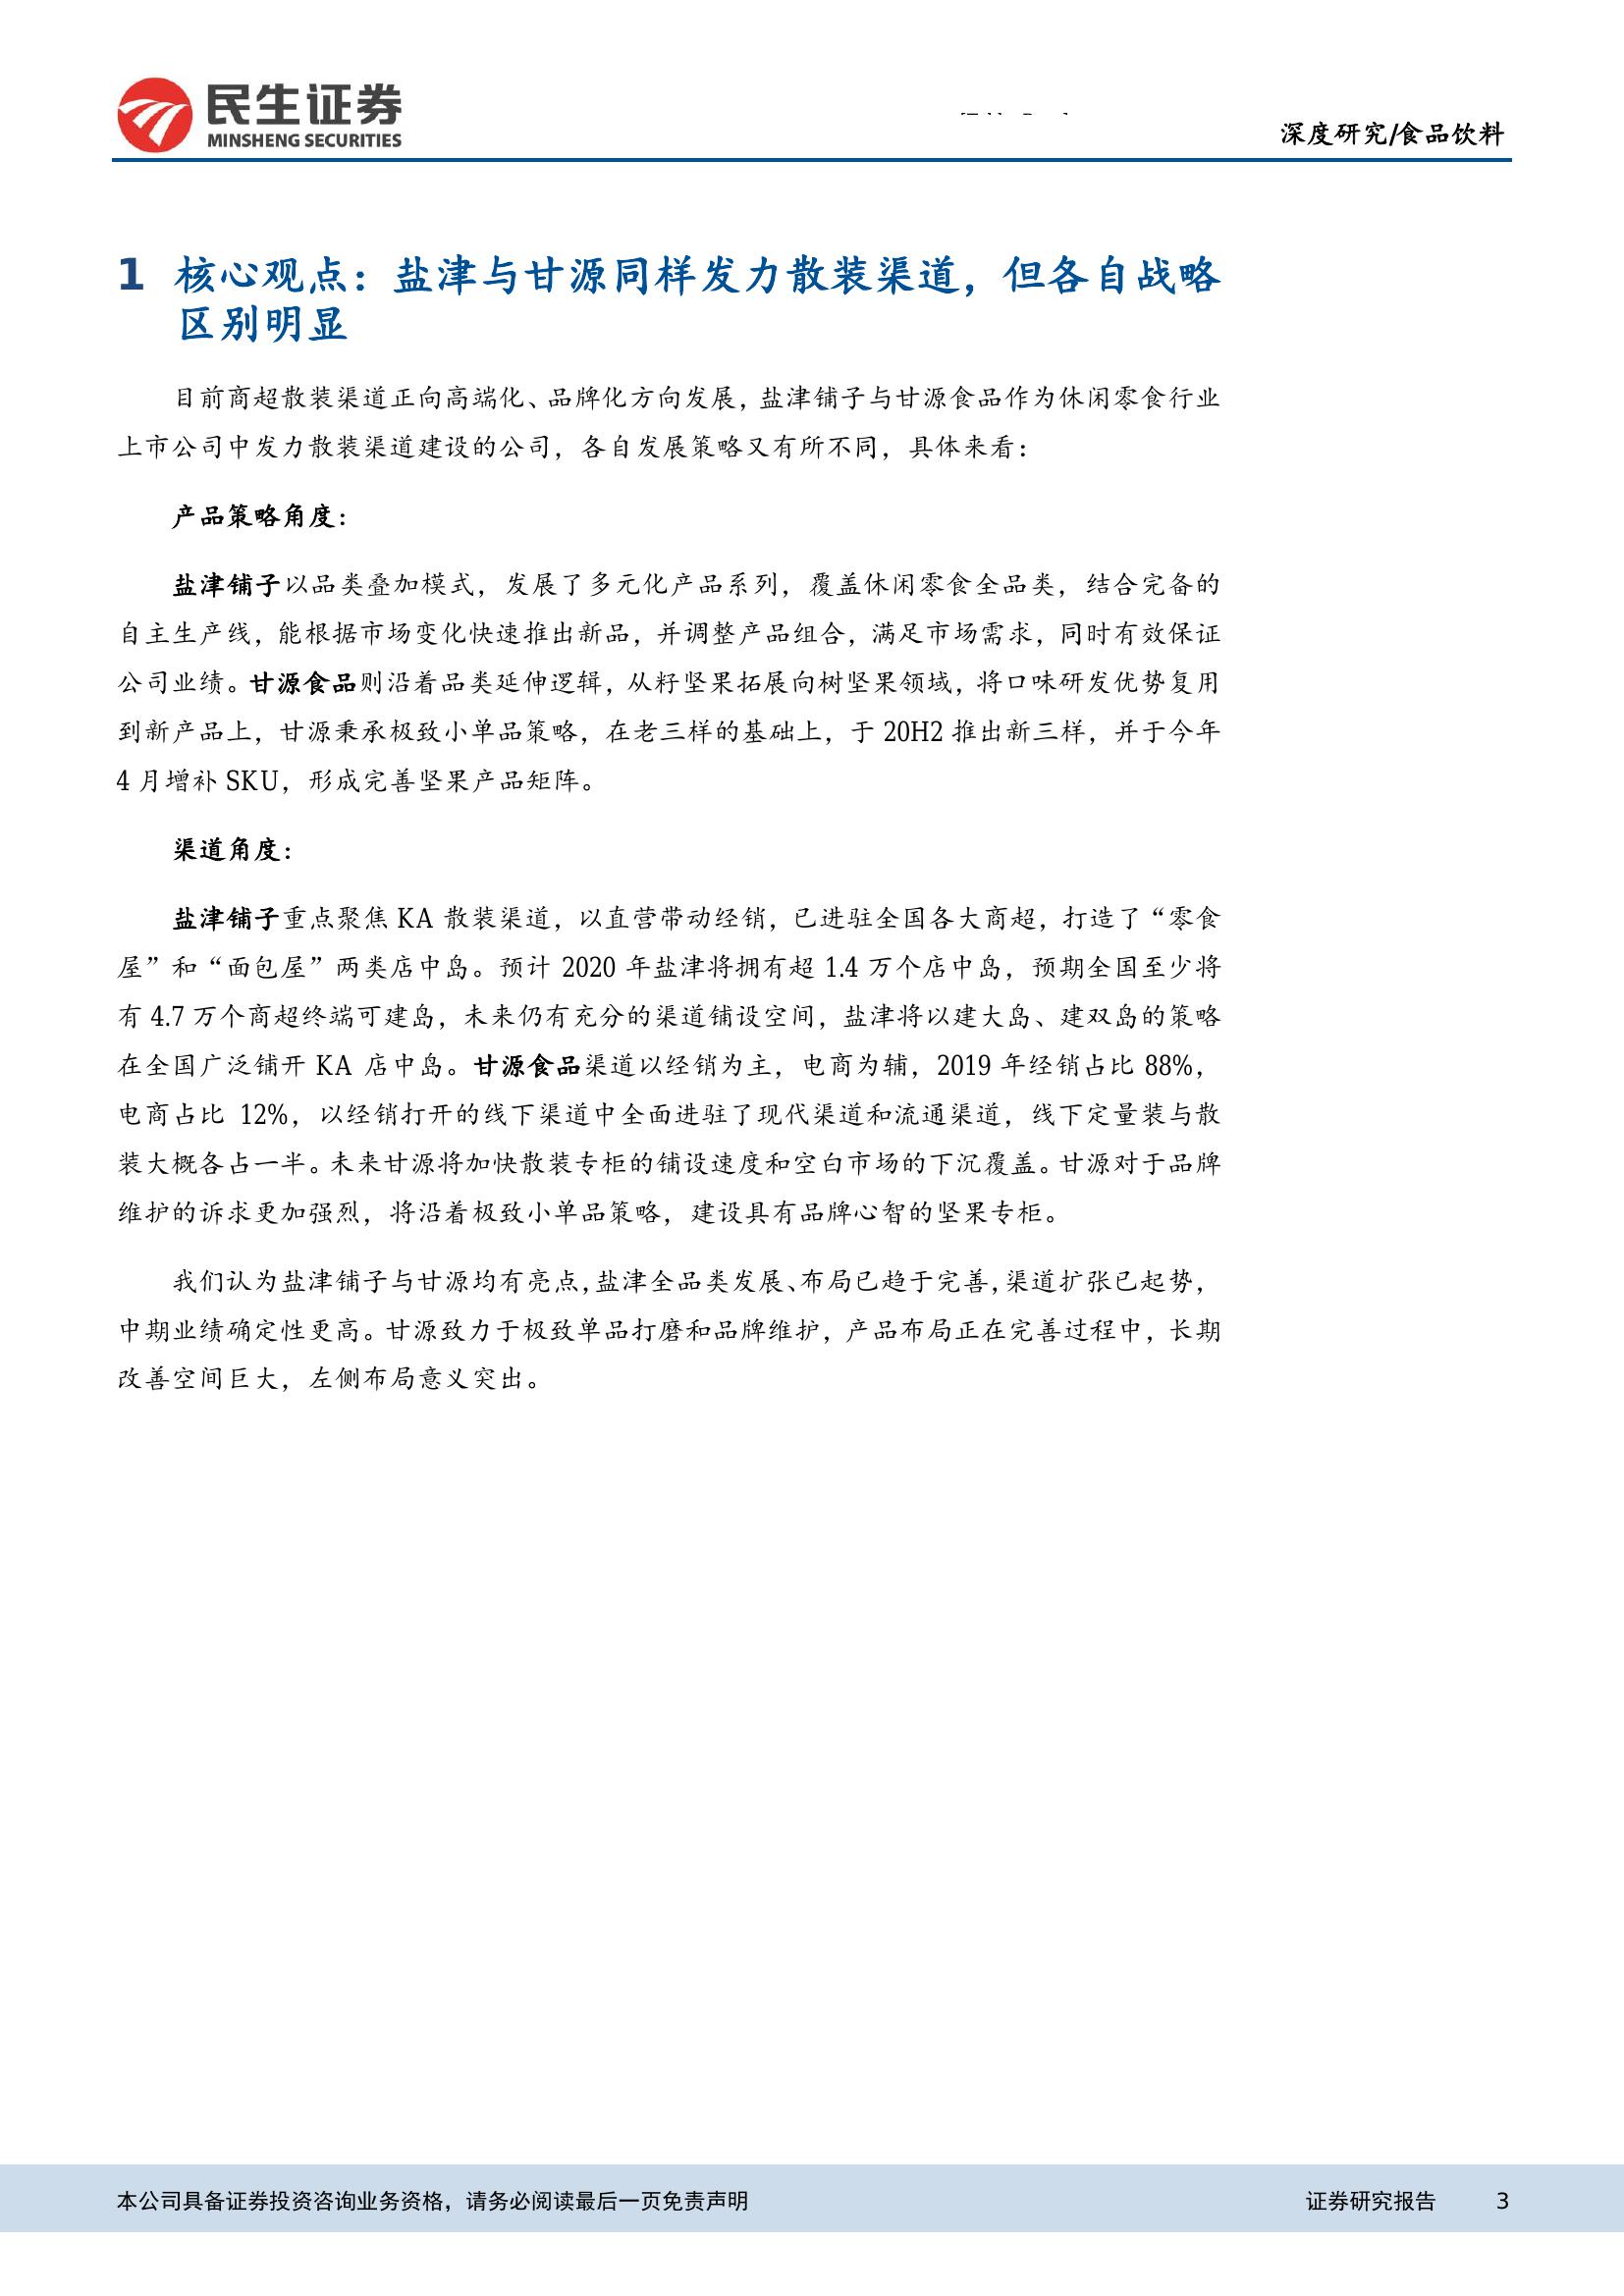 民生证券
MINSHENG SECURITIES
深度研究/食品饮料
1 核心观点：盐津与甘源同样发力散装渠道，但各自战略
区别明显
目前商超散装渠道正向高端化、品牌化方向发展，盐津铺子与甘源食品作为休闲零食行业
上市公司中发力散装渠道建设的公司，各自发展策略又有所不同，具体来看：
产品策略角度：
盐津铺子以品类叠加模式，发展了多元化产品系列，覆盖休闲零食全品类，结合完备的
自主生产线，能根据市场变化快速推出新品，并调整产品组合，满足市场需求，同时有效保证
公司业绩。甘源食品则沿着品类延伸逻辑，从籽坚果拓展向树坚果领域，将口味研发优势复用
到新产品上，甘源秉承极致小单品策略，在老三样的基础上，于 20H2 推出新三样，并于今年
4 月增补 SKU，形成完善坚果产品矩阵。
渠道角度：
盐津铺子重点聚焦 KA 散装渠道，以直营带动经销，已进驻全国各大商超，打造了“零食
屋”和“面包屋”两类店中岛。预计 2020 年盐津将拥有超 1.4 万个店中岛，预期全国至少将
有 4.7 万个商超终端可建岛，未来仍有充分的渠道铺设空间，盐津将以建大岛、建双岛的策略
在全国广泛铺开 KA 店中岛。甘源食品渠道以经销为主，电商为辅，2019 年经销占比 88%，
电商占比 12%，以经销打开的线下渠道中全面进驻了现代渠道和流通渠道，线下定量装与散
装大概各占一半。未来甘源将加快散装专柜的铺设速度和空白市场的下沉覆盖。甘源对于品牌
维护的诉求更加强烈，将沿着极致小单品策略，建设具有品牌心智的坚果专柜。
我们认为盐津铺子与甘源均有亮点，盐津全品类发展、布局已趋于完善，渠道扩张已起势，
中期业绩确定性更高。甘源致力于极致单品打磨和品牌维护，产品布局正在完善过程中，长期
改善空间巨大，左侧布局意义突出。
本公司具备证券投资咨询业务资格，请务必阅读最后一页免责声明
证券研究报告 3